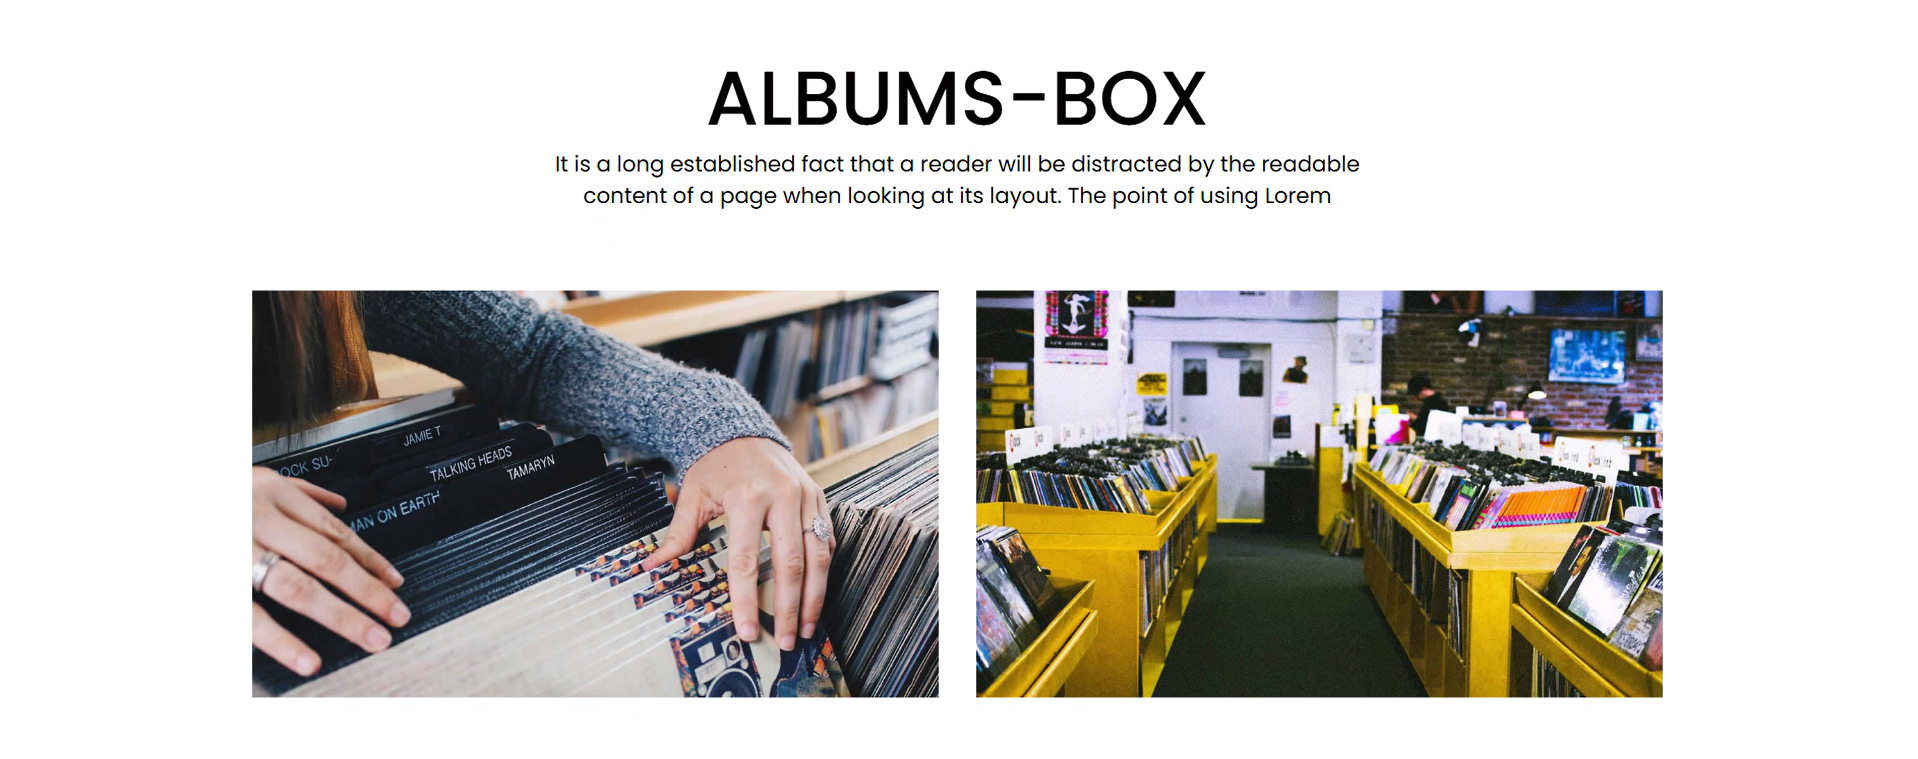 ALBUMS-BOX
It is a long established fact that a reader will be distracted by the readable
content of a page when looking at its layout. The point of using Lorem
JAMIE T
OCK SU-
TALKING HEADS
TAMARYN
MAN ON EARTH